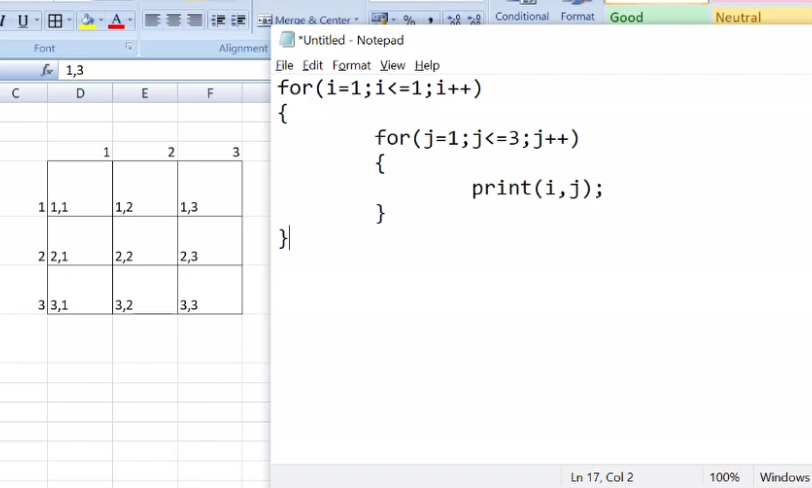 U A Merge & Center % , Conditional Format Good Neutral
Font Alignment
*Untitled - Notepad
fx 1,3
File Edit Format View Help
C D E F
for(i=1;i<=1;i++)
{
for(j=1;j<=3;j++)
{
print(i,j);
}
}
1 2 3
1 1,1 1,2 1,3
2 2,1 2,2 2,3
3 3,1 3,2 3,3
Ln 17, Col 2 100% Windows